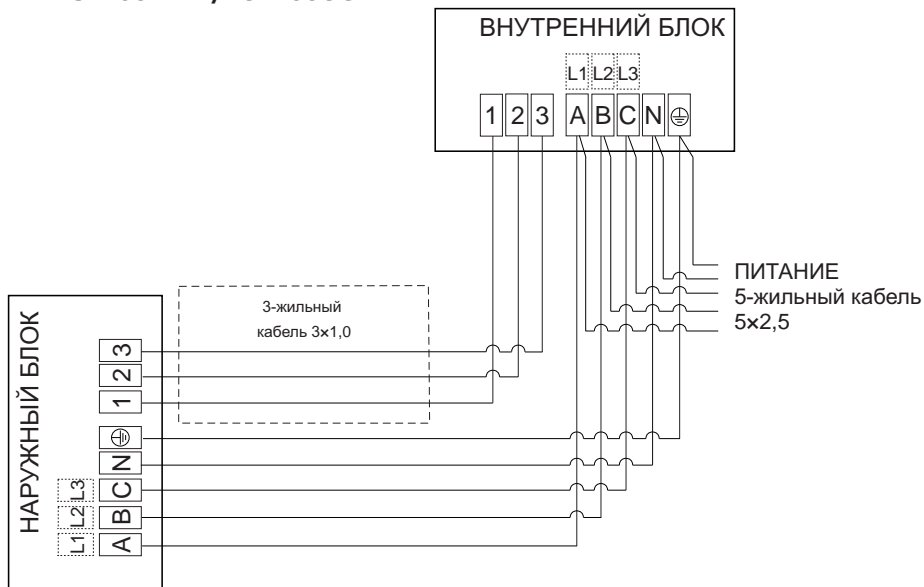 ВНУТРЕННИЙ БЛОК
L1 L2 L3
1 2 3 A B C N
ПИТАНИЕ
5-жильный кабель
5×2,5
3-жильный
кабель 3×1,0
НАРУЖНЫЙ БЛОК
3
2
1
N
L3 C
L2 B
L1 A